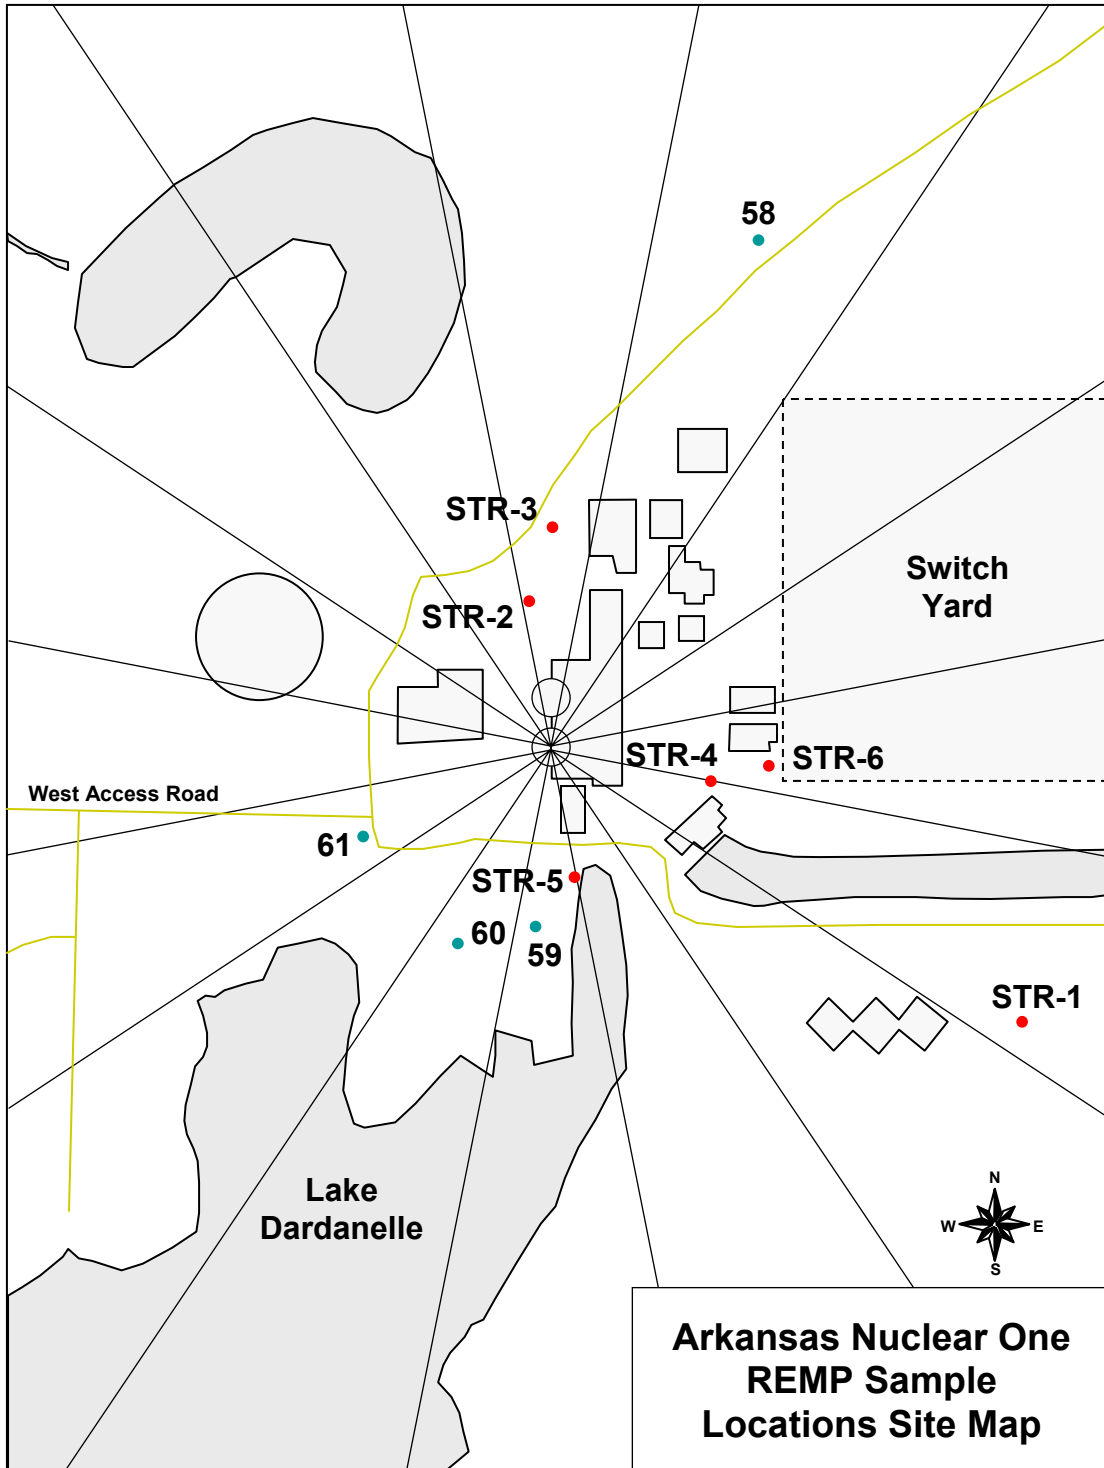 58
STR-3
Switch
Yard
STR-2
STR-4
STR-6
West Access Road
61
STR-5
60
59
STR-1
Lake
Dardanelle
N
W
E
S
Arkansas Nuclear One
REMP Sample
Locations Site Map